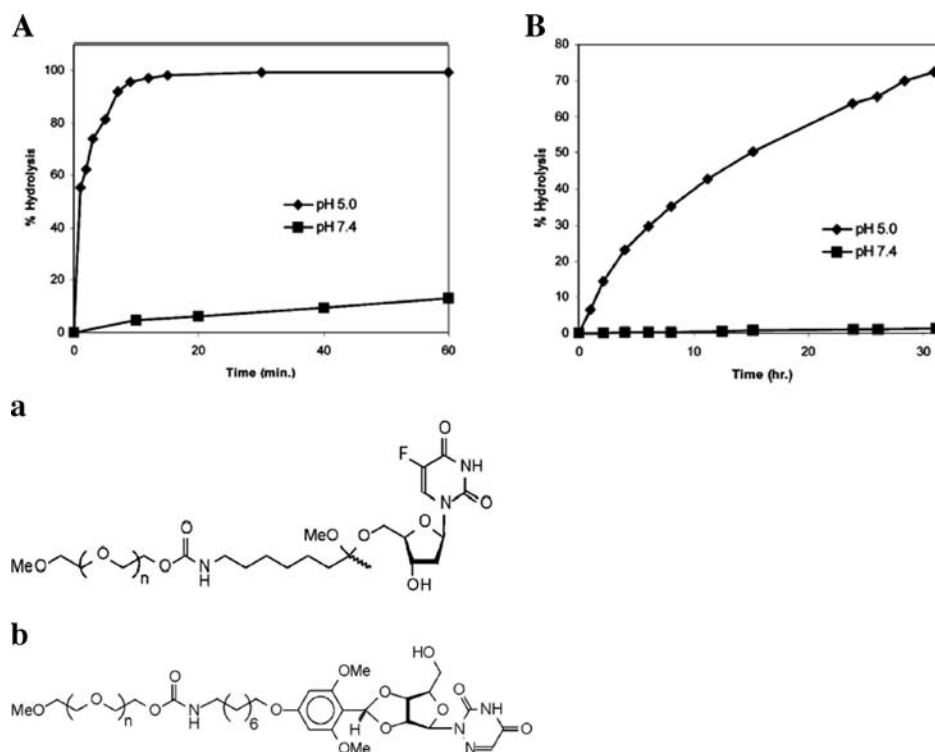 A
100
80
60
40
20
0
% Hydrolysis
pH 5.0
pH 7.4
0 20 40 60
Time (min.)
B
80
70
60
50
40
30
20
10
0
% Hydrolysis
pH 5.0
pH 7.4
0 10 20 30
Time (hr.)
a
O
F
NH
N
O
MeO
O
O
O
MeO
O
n
O
N
H
OH
b
HO
O
OMe
O
O
O
NH
MeO
O
n
O
N
H
6
O
H
O
N
O
OMe
N